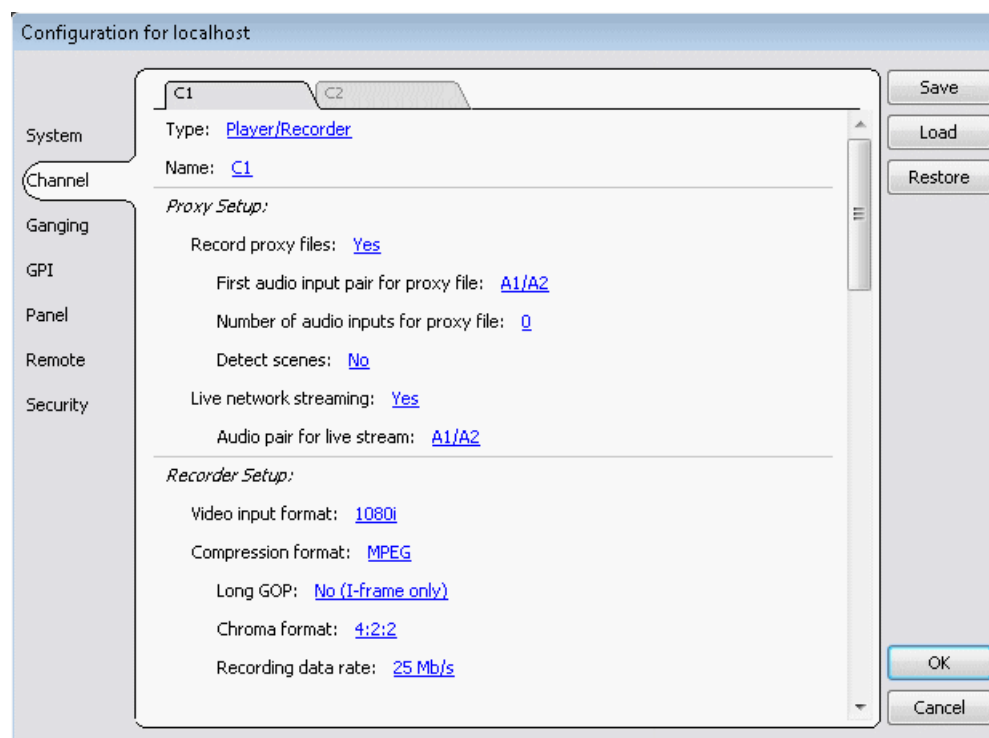 Configuration for localhost
C1
C2
Save
Load
Restore
System
Channel
Ganging
GPI
Panel
Remote
Security
Type: Player/Recorder
Name: C1
Proxy Setup:
Record proxy files: Yes
First audio input pair for proxy file: A1/A2
Number of audio inputs for proxy file: 0
Detect scenes: No
Live network streaming: Yes
Audio pair for live stream: A1/A2
Recorder Setup:
Video input format: 1080i
Compression format: MPEG
Long GOP: No (I-frame only)
Chroma format: 4:2:2
Recording data rate: 25 Mb/s
OK
Cancel